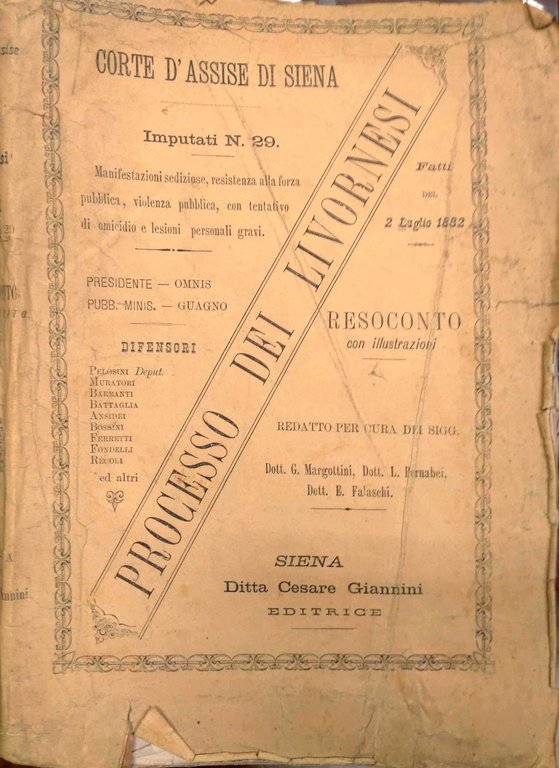 CORTE D'ASSISE DI SIENA
Imputati N. 29.
Manifestazioni sediziose, resistenza alla forza
pubblica, violenza pubblica, con tentativo
di omicidio e lesioni personali gravi.
PRESIDENTE — OMNIS
PUBB. MINIS. — GUAGNO
DIFENSORI
PELOSINI Deput.
MURATORI
BARBANTI
BATTAGLIA
ANSIDEI
BOSSINI
FERRETTI
FONDELLI
RECOLI
ed altri
PROCESSO DEI LIVORNESI
Fatti
DEL
2 Luglio 1882
RESOCONTO
con illustrazioni
REDATTO PER CURA DEI SIGG.
Dott. G. Margottini, Dott. L. Bernabei,
Dott. E. Falaschi.
SIENA
Ditta Cesare Giannini
EDITRICE